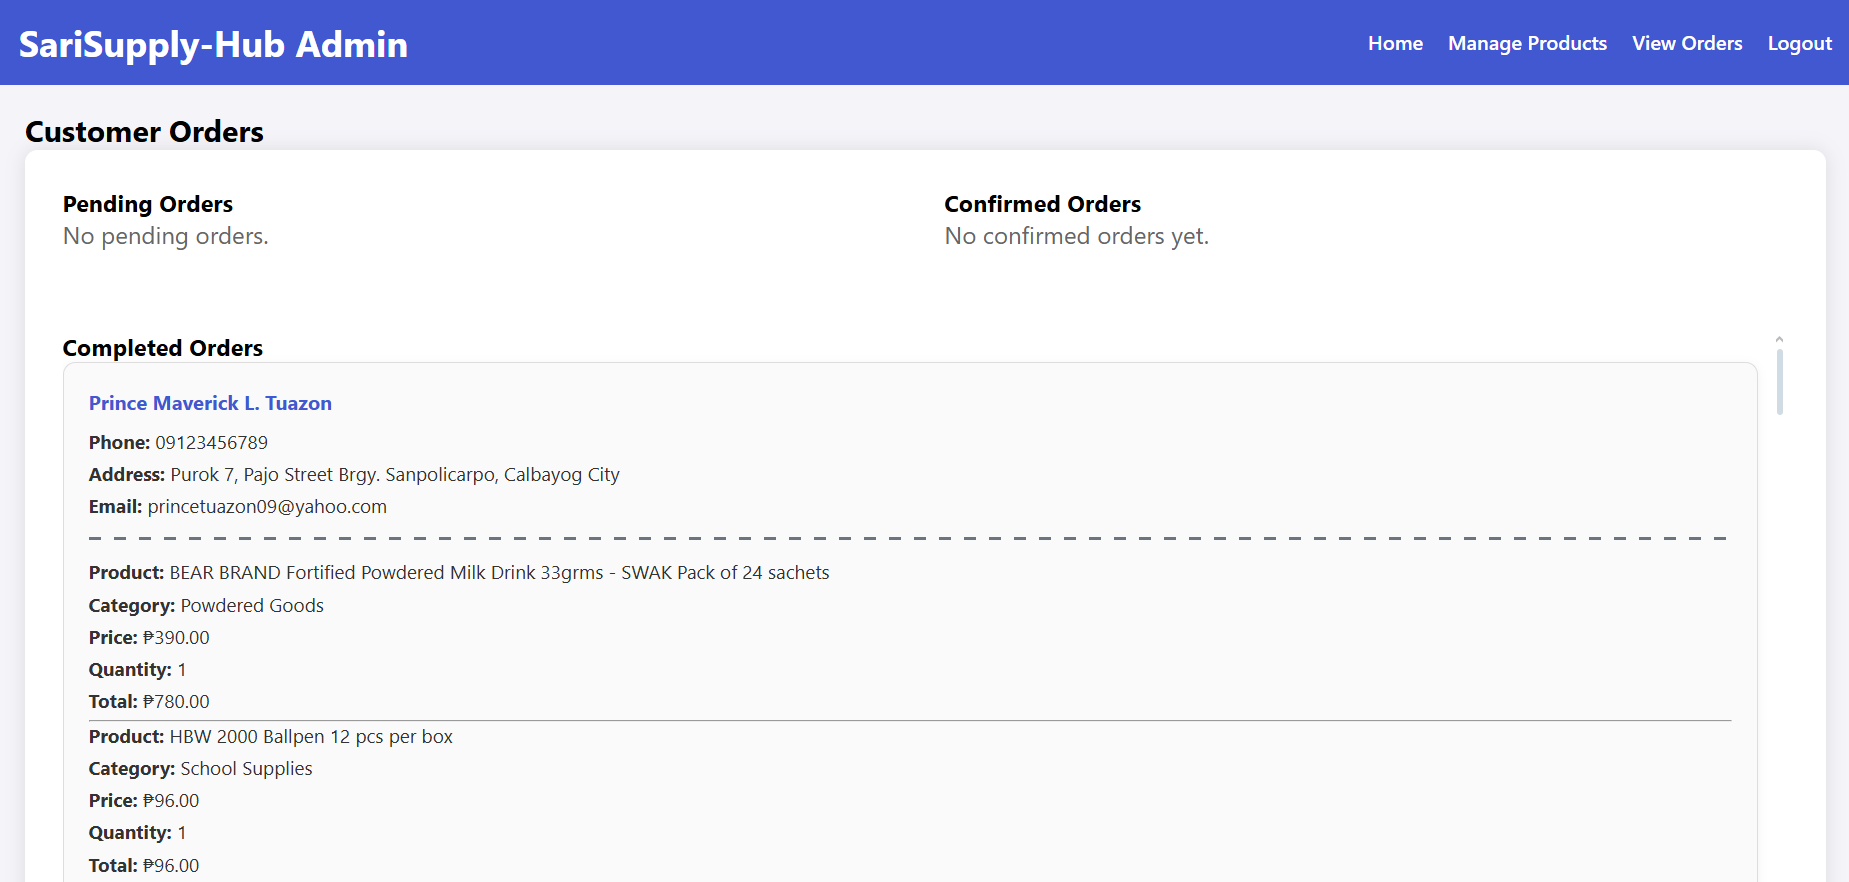 SariSupply-Hub Admin
Home Manage Products View Orders Logout
Customer Orders
Pending Orders
No pending orders.
Confirmed Orders
No confirmed orders yet.
Completed Orders
Prince Maverick L. Tuazon
Phone: 09123456789
Address: Purok 7, Pajo Street Brgy. Sanpolicarpo, Calbayog City
Email: princetuazon09@yahoo.com
Product: BEAR BRAND Fortified Powdered Milk Drink 33grms - SWAK Pack of 24 sachets
Category: Powdered Goods
Price: ₱390.00
Quantity: 1
Total: ₱780.00
Product: HBW 2000 Ballpen 12 pcs per box
Category: School Supplies
Price: ₱96.00
Quantity: 1
Total: ₱96.00